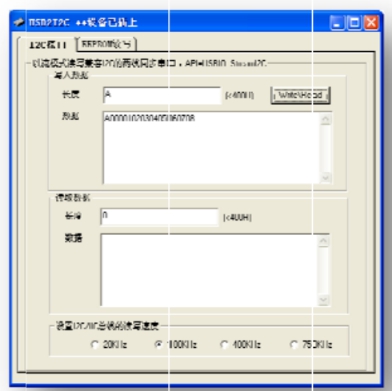 USB2I2C ++设备已插上
I2C接口 EEPROM读写
以流模式读写兼容I2C的两线同步串口，API=USBIO_StreamI2C
写入数据
长度 A (<400H) Write\Read
数据 A0000102030405060708
读取数据
长度 0 (<400H)
数据
设置I2C/IIC总线的读写速度
20KHz 100KHz 400KHz 750KHz